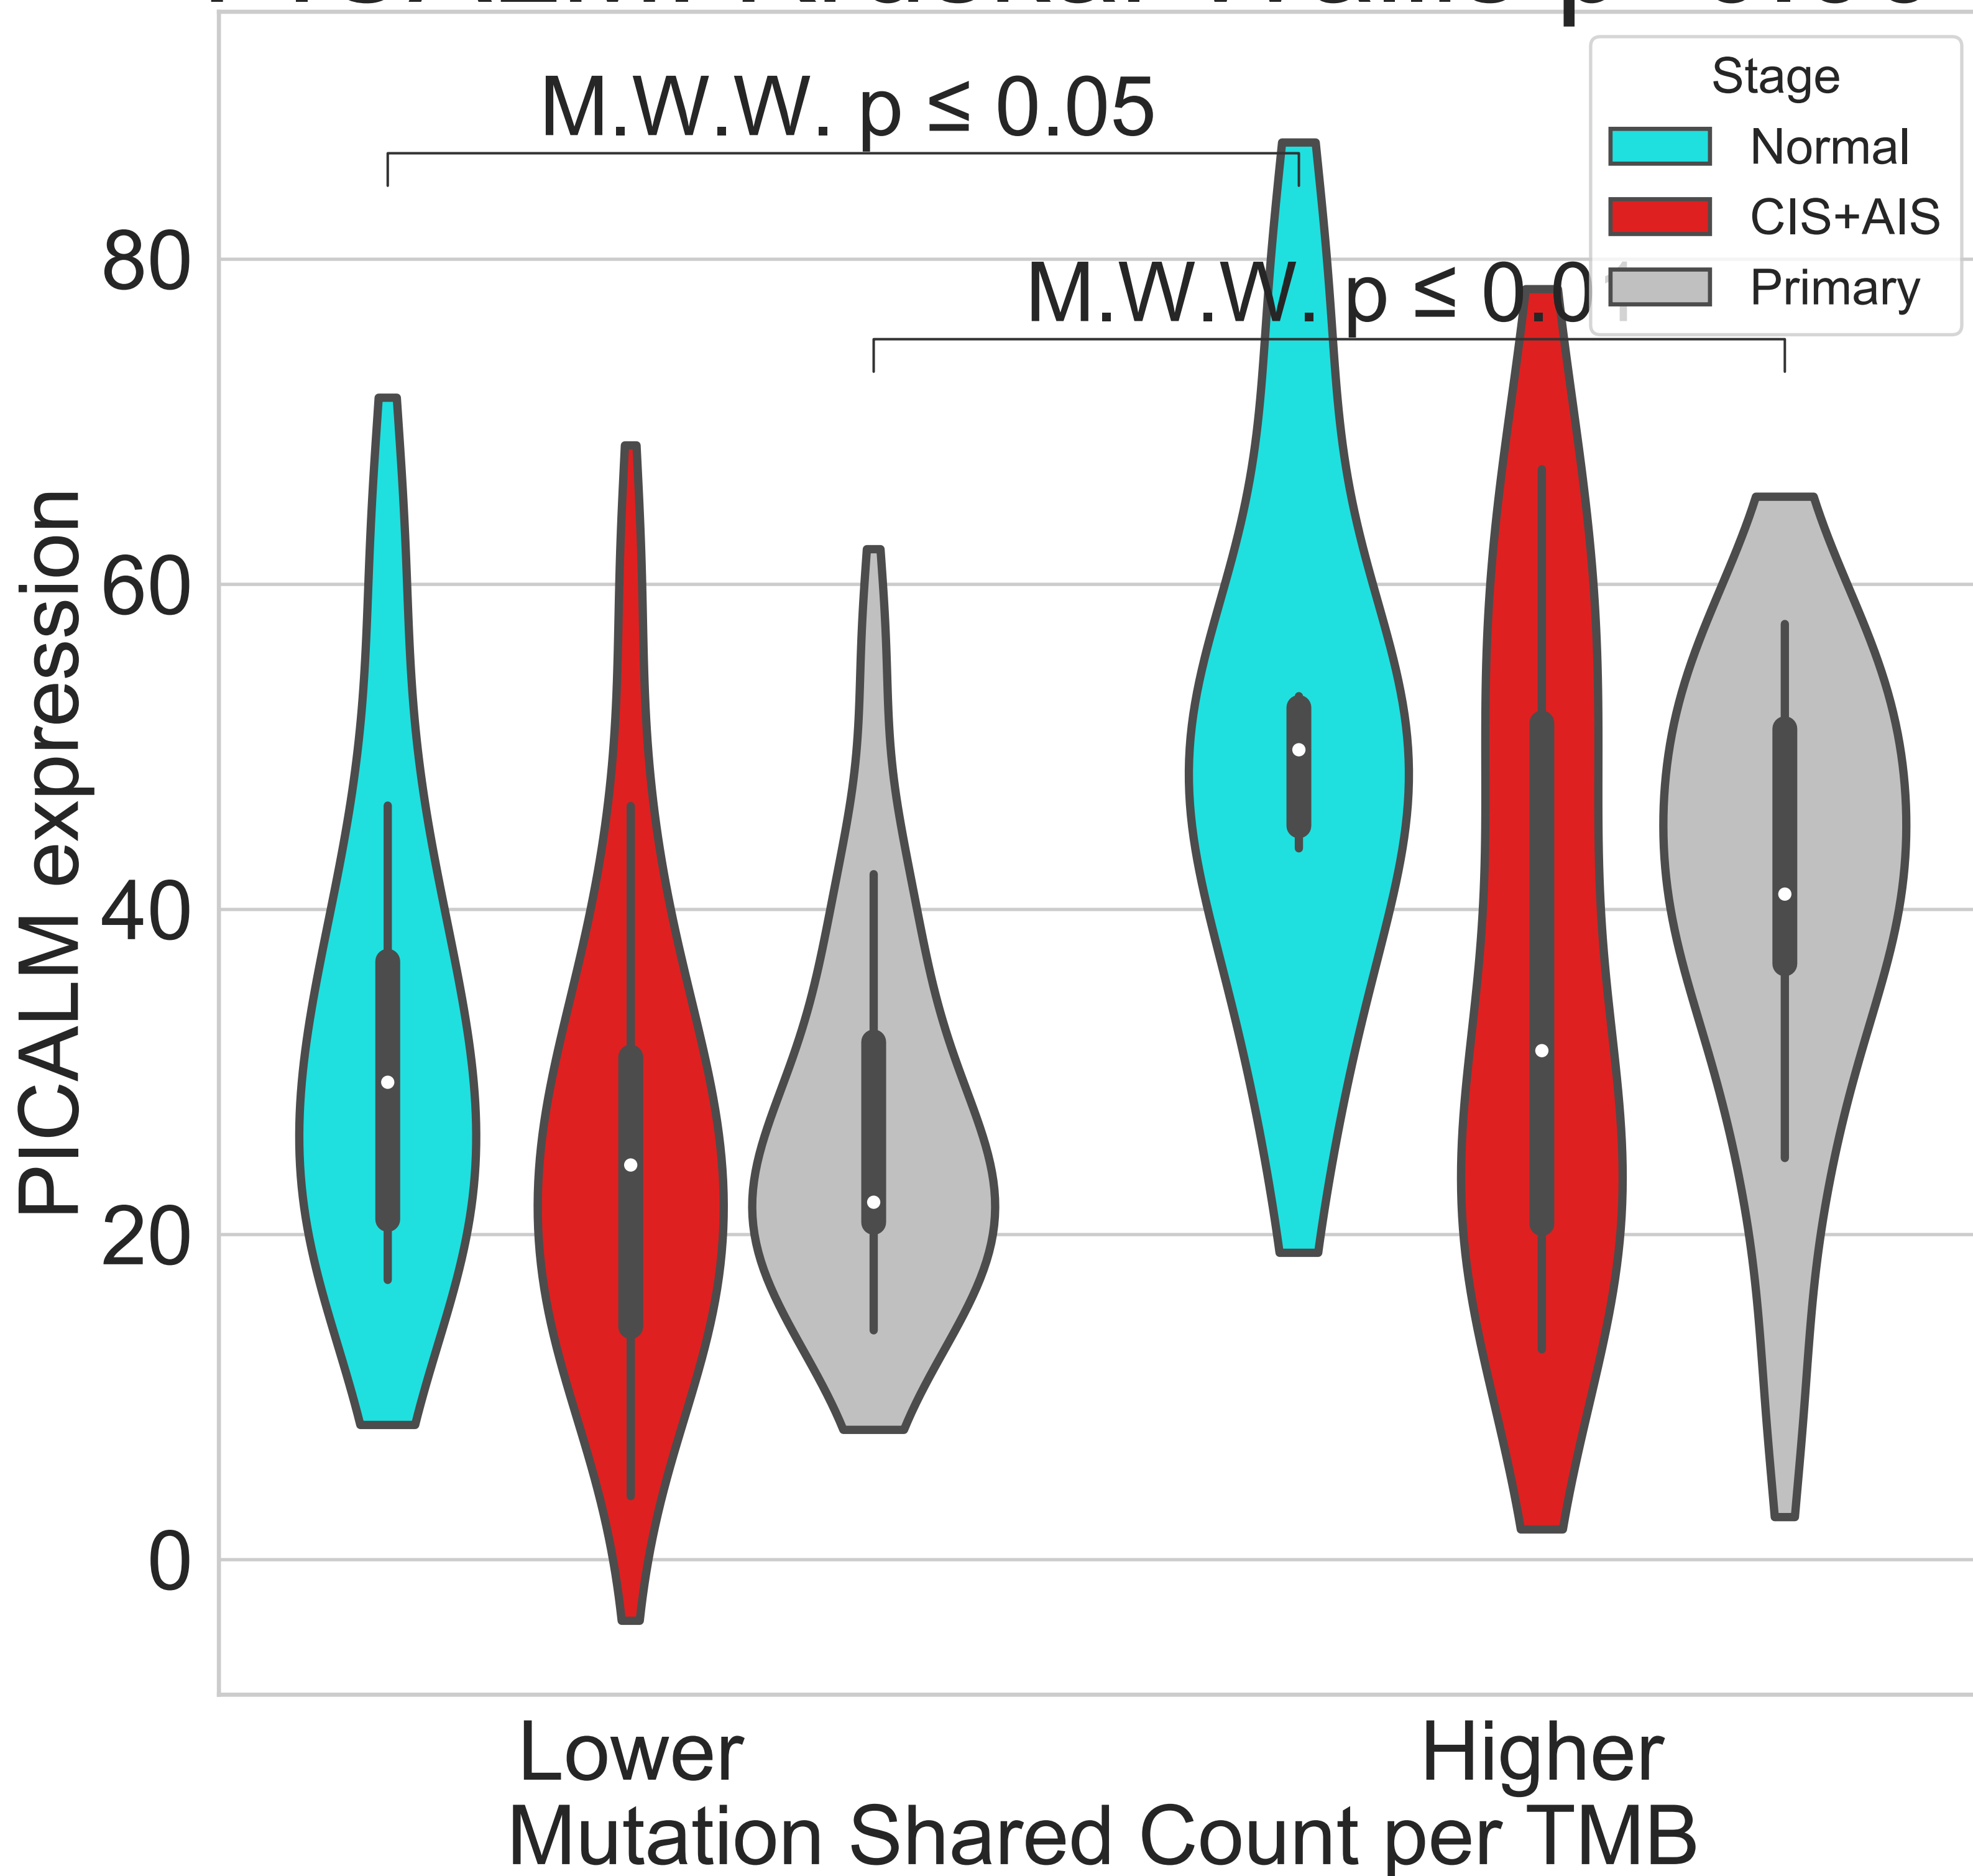 M.W.W. p ≤ 0.05
Stage
Normal
CIS+AIS
Primary
M.W.W. p ≤ 0.01
80
60
40
20
0
PICALM expression
Lower
Higher
Mutation Shared Count per TMB